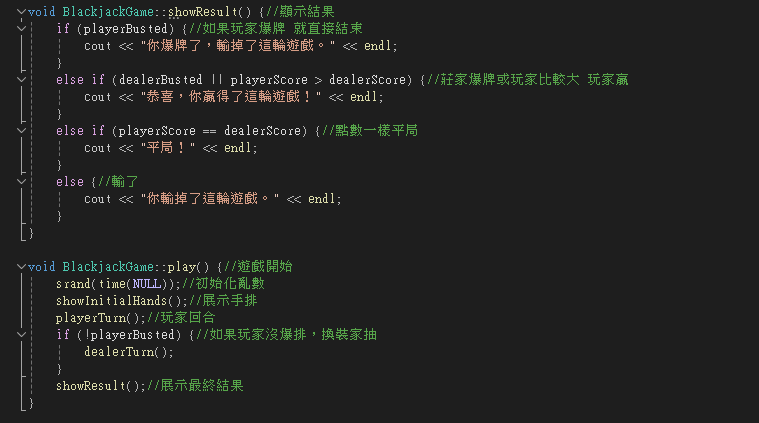 void BlackjackGame::showResult() {//顯示結果
if (playerBusted) {//如果玩家爆牌 就直接結束
cout << "你爆牌了，輸掉了這輪遊戲。" << endl;
}
else if (dealerBusted || playerScore > dealerScore) {//莊家爆牌或玩家比較大 玩家贏
cout << "恭喜，你贏得了這輪遊戲！" << endl;
}
else if (playerScore == dealerScore) {//點數一樣平局
cout << "平局！" << endl;
}
else {//輸了
cout << "你輸掉了這輪遊戲。" << endl;
}
}
void BlackjackGame::play() {//遊戲開始
srand(time(NULL));//初始化亂數
showInitialHands();//展示手排
playerTurn();//玩家回合
if (!playerBusted) {//如果玩家沒爆排，換裝家抽
dealerTurn();
}
showResult();//展示最終結果
}